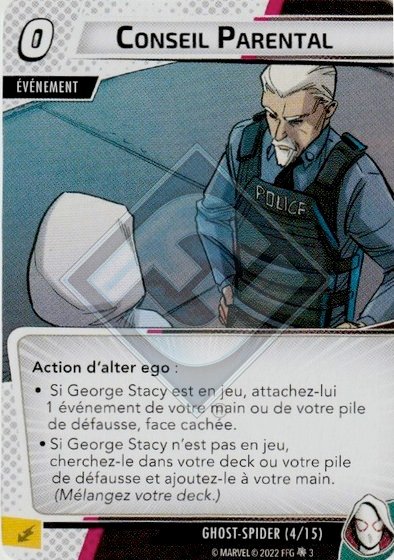 0
CONSEIL PARENTAL
ÉVÉNEMENT
POLICE
Action d'alter ego :
• Si George Stacy est en jeu, attachez-lui
1 événement de votre main ou de votre pile
de défausse, face cachée.
• Si George Stacy n'est pas en jeu,
cherchez-le dans votre deck ou votre pile
de défausse et ajoutez-le à votre main.
(Mélangez votre deck.)
GHOST-SPIDER (4/15)
© MARVEL © 2022 FFG 3